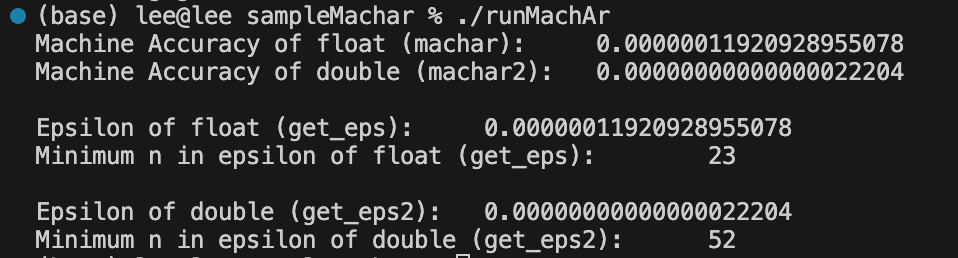 (base) lee@lee sampleMachar % ./runMachAr
Machine Accuracy of float (machar): 0.00000011920928955078
Machine Accuracy of double (machar2): 0.00000000000000022204
Epsilon of float (get_eps): 0.00000011920928955078
Minimum n in epsilon of float (get_eps): 23
Epsilon of double (get_eps2): 0.00000000000000022204
Minimum n in epsilon of double (get_eps2): 52